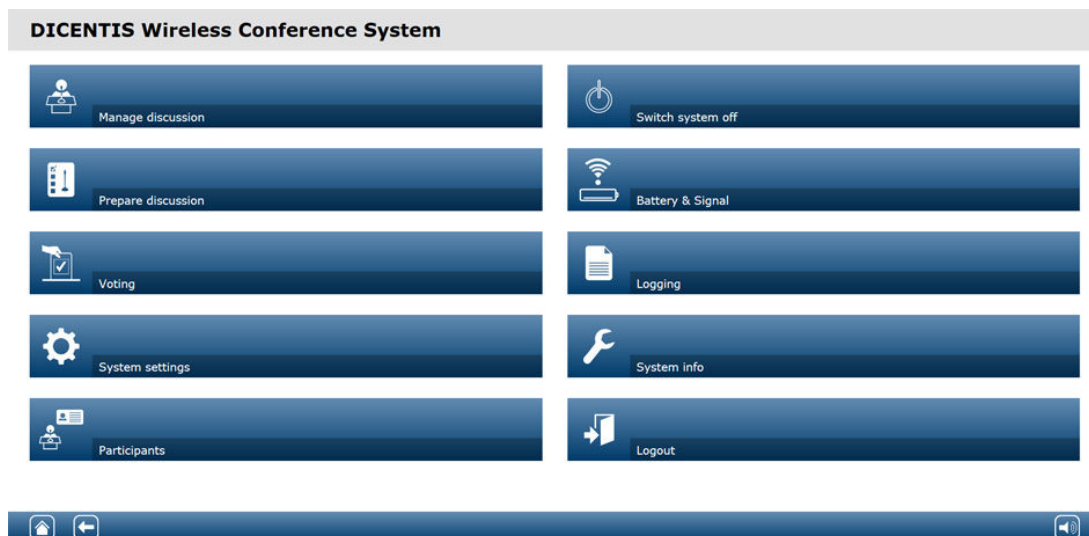 DICENTIS Wireless Conference System
Manage discussion
Switch system off
Prepare discussion
Battery & Signal
Voting
Logging
System settings
System info
Participants
Logout